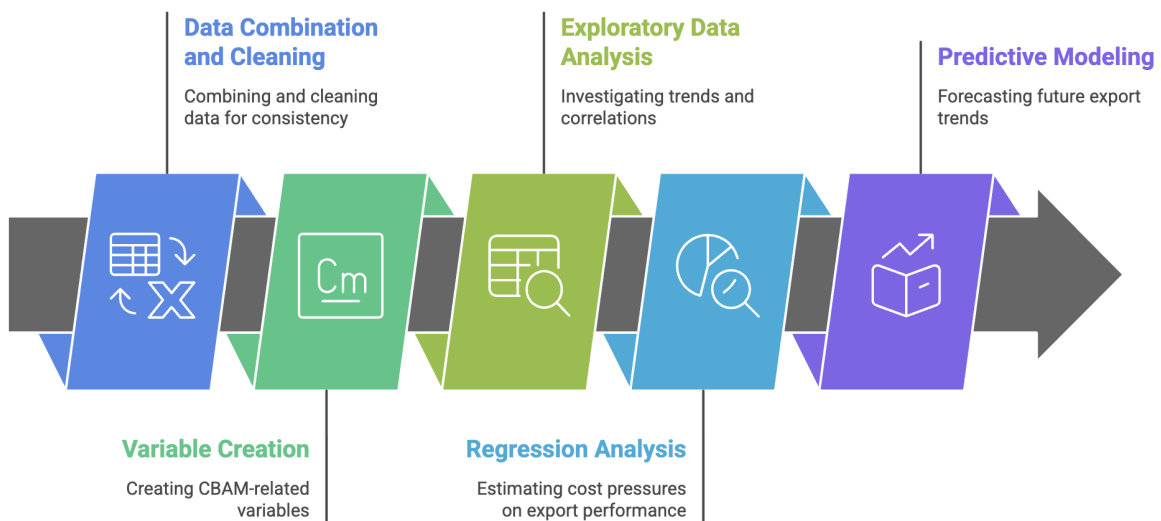 Data Combination
and Cleaning
Combining and cleaning
data for consistency
Cm
Variable Creation
Creating CBAM-related
variables
Exploratory Data
Analysis
Investigating trends and
correlations
Regression Analysis
Estimating cost pressures
on export performance
Predictive Modeling
Forecasting future export
trends